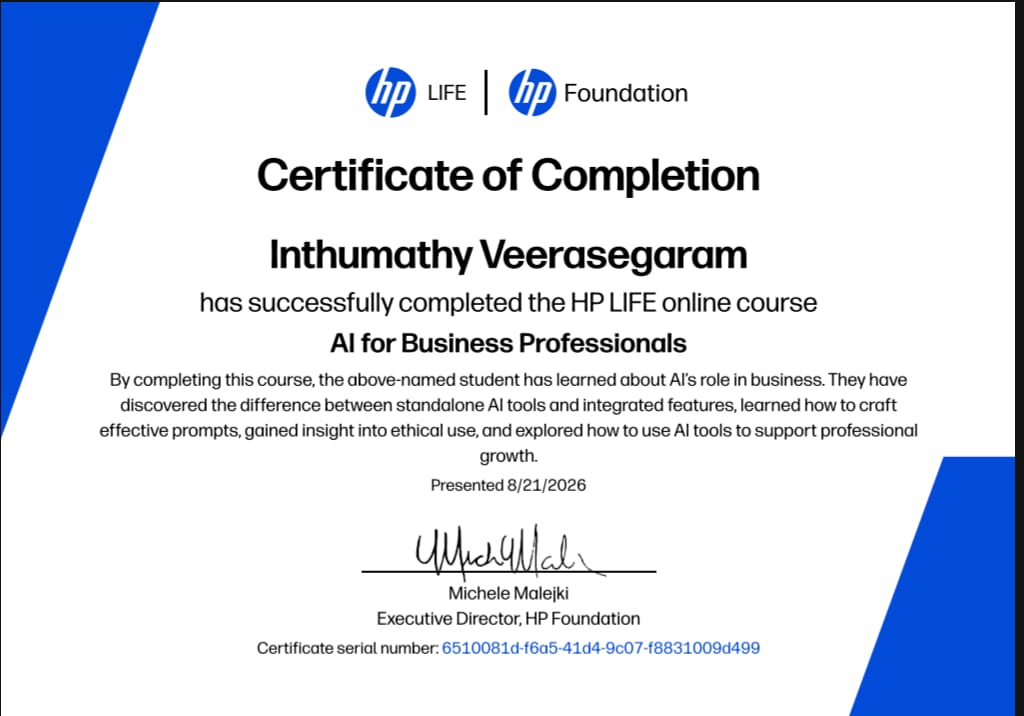 hp LIFE | hp Foundation
Certificate of Completion
Inthumathy Veerasegaram
has successfully completed the HP LIFE online course
AI for Business Professionals
By completing this course, the above-named student has learned about AI's role in business. They have
discovered the difference between standalone AI tools and integrated features, learned how to craft
effective prompts, gained insight into ethical use, and explored how to use AI tools to support professional
growth.
Presented 8/21/2026
Michele Malejki
Executive Director, HP Foundation
Certificate serial number: 6510081d-f6a5-41d4-9c07-f8831009d499